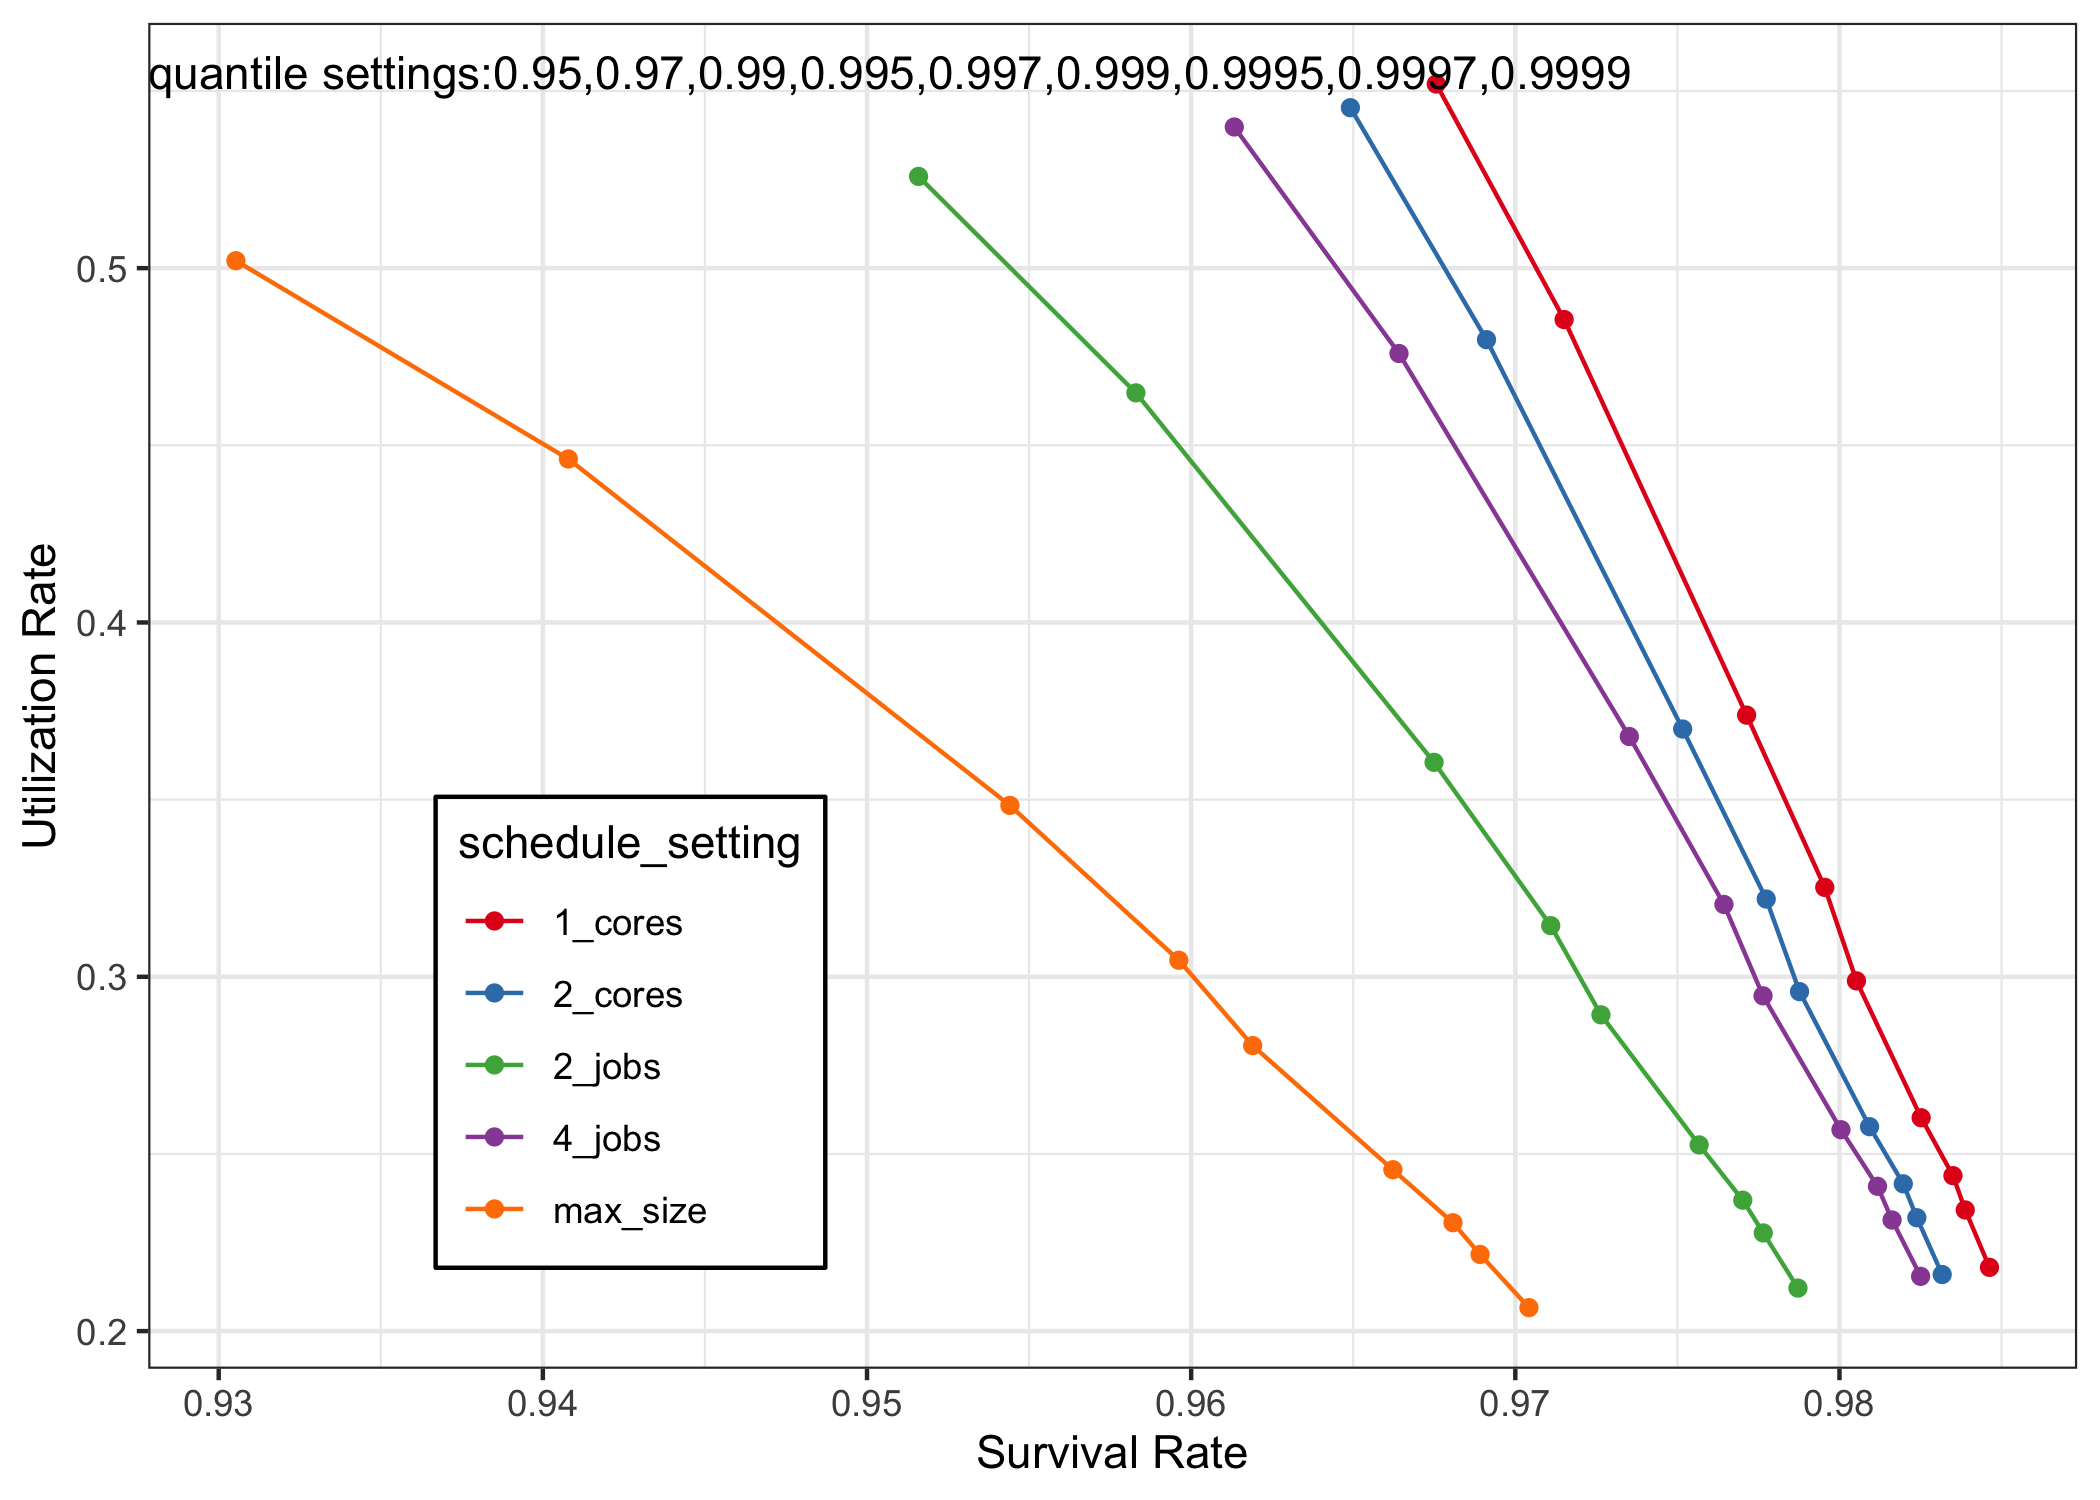 quantile settings:0.95,0.97,0.99,0.995,0.997,0.999,0.9995,0.9997,0.9999
Utilization Rate
0.5
0.4
0.3
0.2
schedule_setting
1_cores
2_cores
2_jobs
4_jobs
max_size
0.93 0.94 0.95 0.96 0.97 0.98
Survival Rate